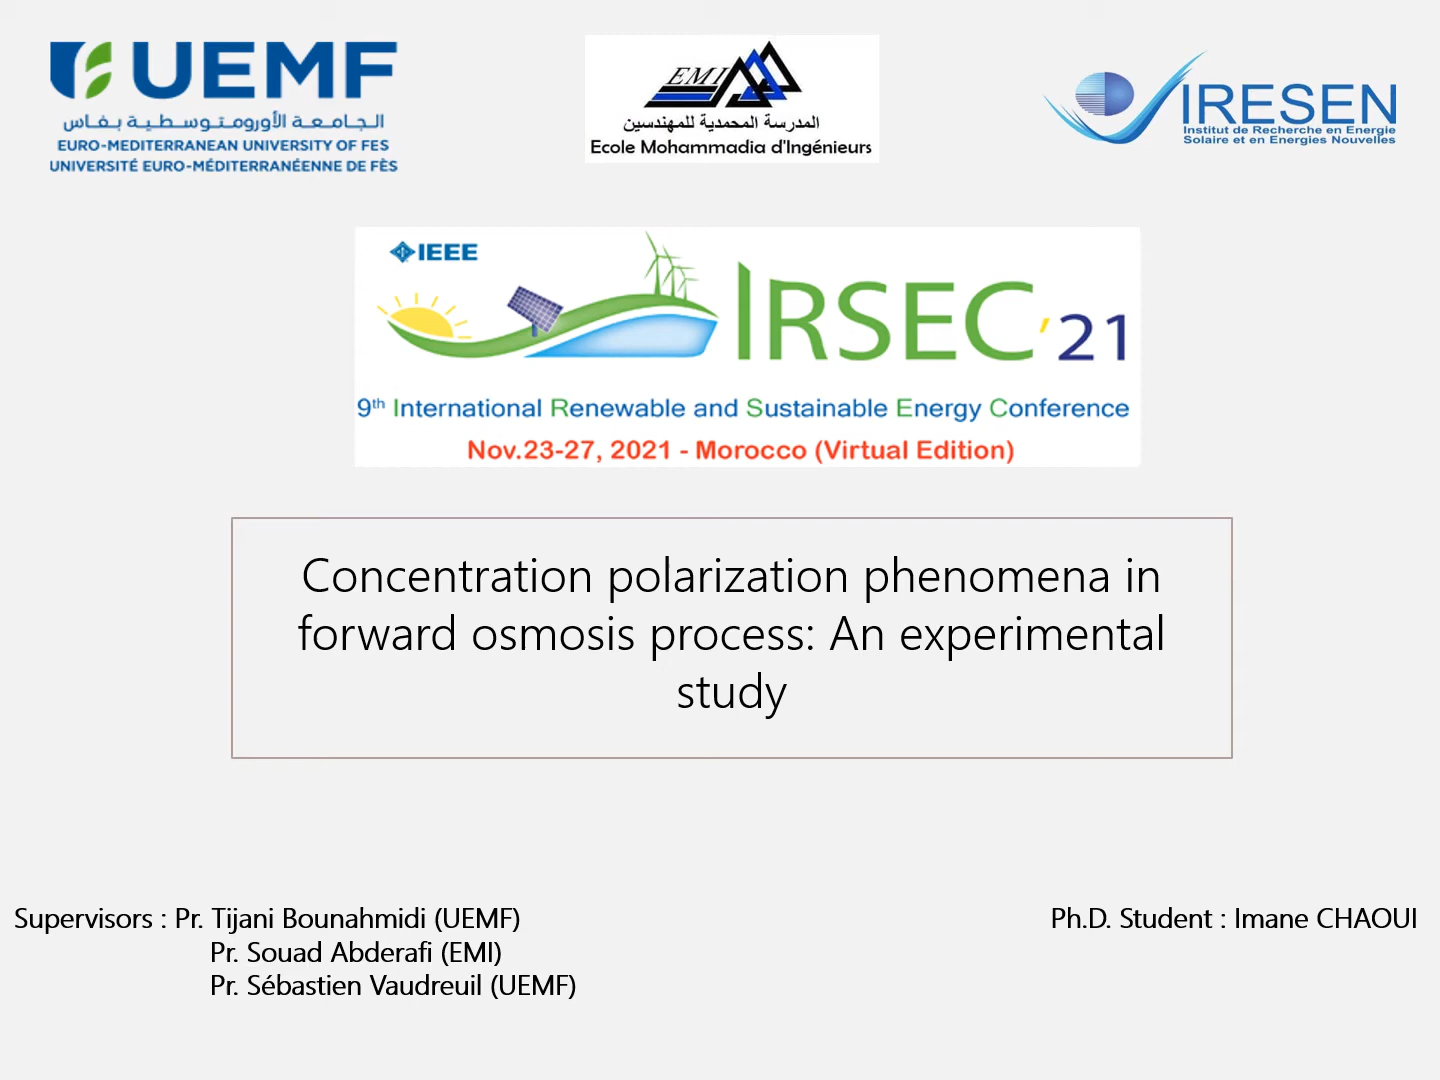 UEMF
الـجـامـعـة الأورومـتـوسـطـيـة بـفـاس
EURO-MEDITERRANEAN UNIVERSITY OF FES
UNIVERSITÉ EURO-MÉDITERRANÉENNE DE FÈS
EMI
المدرسة المحمدية للمهندسين
Ecole Mohammadia d'Ingénieurs
IRESEN
Institut de Recherche en Energie
Solaire et en Energies Nouvelles
IEEE
IRSEC '21
9th International Renewable and Sustainable Energy Conference
Nov.23-27, 2021 - Morocco (Virtual Edition)
Concentration polarization phenomena in
forward osmosis process: An experimental
study
Supervisors : Pr. Tijani Bounahmidi (UEMF)
Pr. Souad Abderafi (EMI)
Pr. Sébastien Vaudreuil (UEMF)
Ph.D. Student : Imane CHAOUI